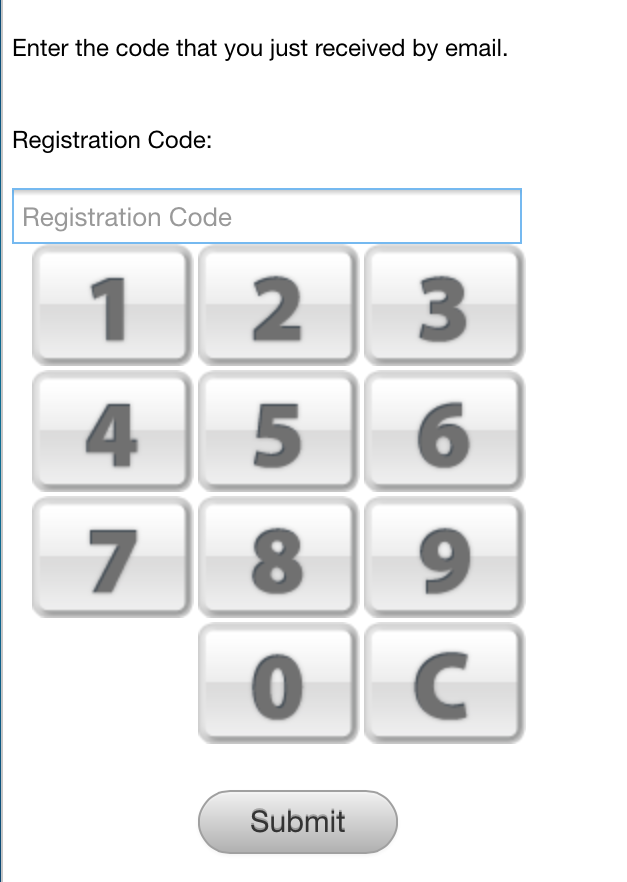 Enter the code that you just received by email.
Registration Code:
Registration Code
1 2 3
4 5 6
7 8 9
0 C
Submit